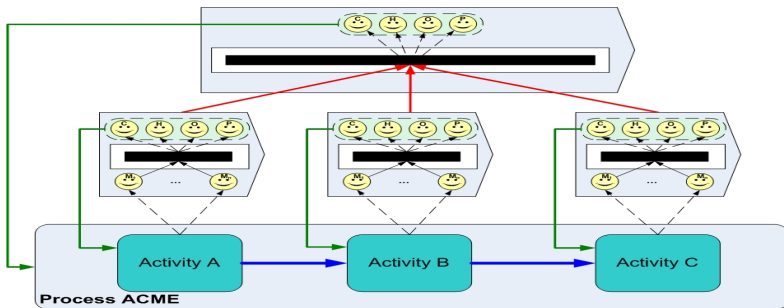 C H O P
C H O P
C H O P
C H O P
M ... M
M ... M
M ... M
Activity A
Activity B
Activity C
Process ACME